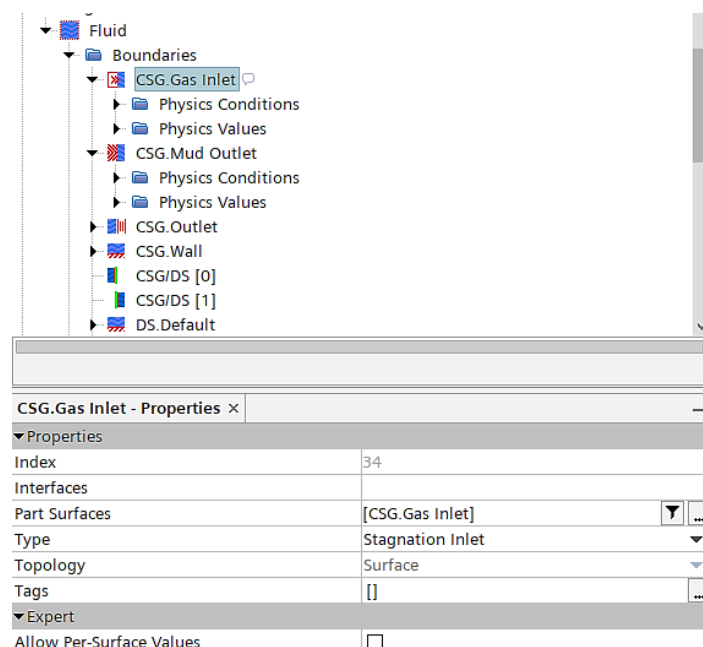 Fluid
Boundaries
CSG.Gas Inlet
Physics Conditions
Physics Values
CSG.Mud Outlet
Physics Conditions
Physics Values
CSG.Outlet
CSG.Wall
CSG/DS [0]
CSG/DS [1]
DS.Default
CSG.Gas Inlet - Properties ×
Properties
Index 34
Interfaces
Part Surfaces [CSG.Gas Inlet] ...
Type Stagnation Inlet
Topology Surface
Tags [] ...
Expert
Allow Per-Surface Values